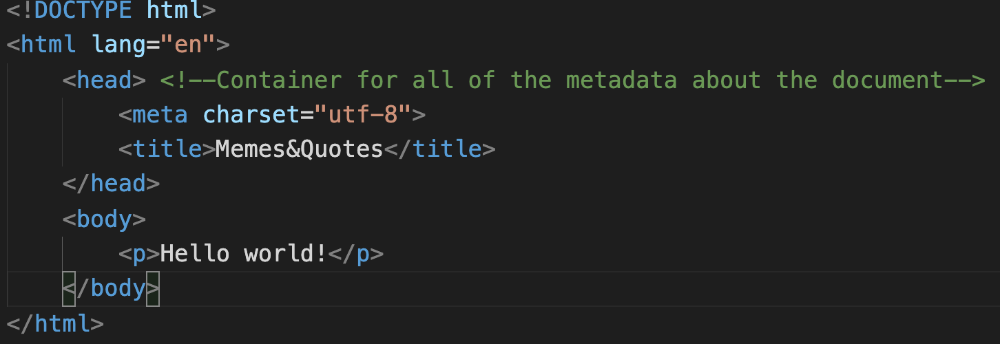 <!DOCTYPE html>
<html lang="en">
    <head> <!--Container for all of the metadata about the document-->
        <meta charset="utf-8">
        <title>Memes&Quotes</title>
    </head>
    <body>
        <p>Hello world!</p>
    </body>
</html>